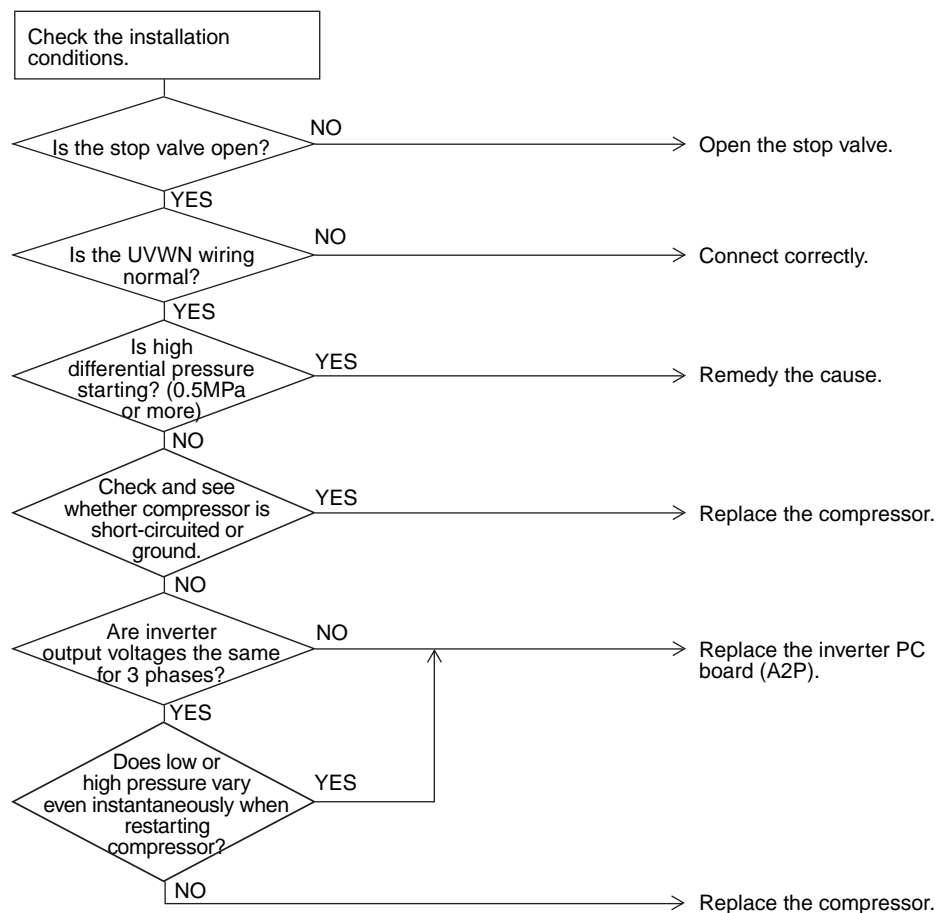 Check the installation
conditions.
NO
Is the stop valve open?
Open the stop valve.
YES
NO
Is the UVWN wiring
normal?
Connect correctly.
YES
Is high
differential pressure
starting? (0.5MPa
or more)
YES
Remedy the cause.
NO
Check and see
whether compressor is
short-circuited or
ground.
YES
Replace the compressor.
NO
Are inverter
output voltages the same
for 3 phases?
NO
Replace the inverter PC
board (A2P).
YES
Does low or
high pressure vary
even instantaneously when
restarting
compressor?
YES
NO
Replace the compressor.